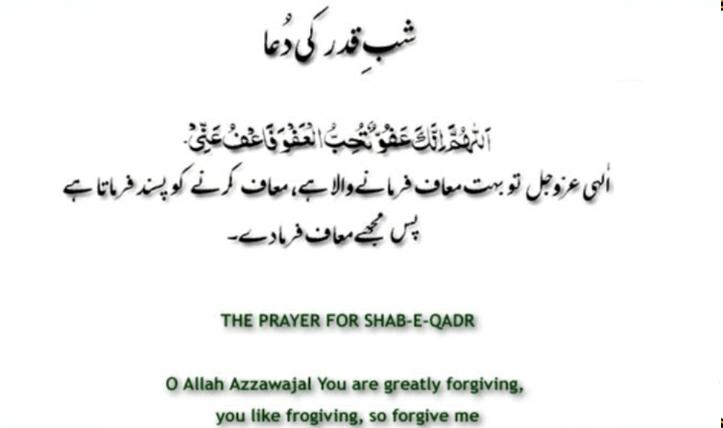 شبِ قدر کی دُعا
اَللّٰهُمَّ اِنَّكَ عَفُوٌّ تُحِبُّ الْعَفْوَ فَاعْفُ عَنِّیْ.
الٰہی عزوجل تو بہت معاف فرمانے والا ہے، معاف کرنے کو پسند فرماتا ہے
پس مجھے معاف فرما دے۔
THE PRAYER FOR SHAB-E-QADR
O Allah Azzawajal You are greatly forgiving,
you like frogiving, so forgive me